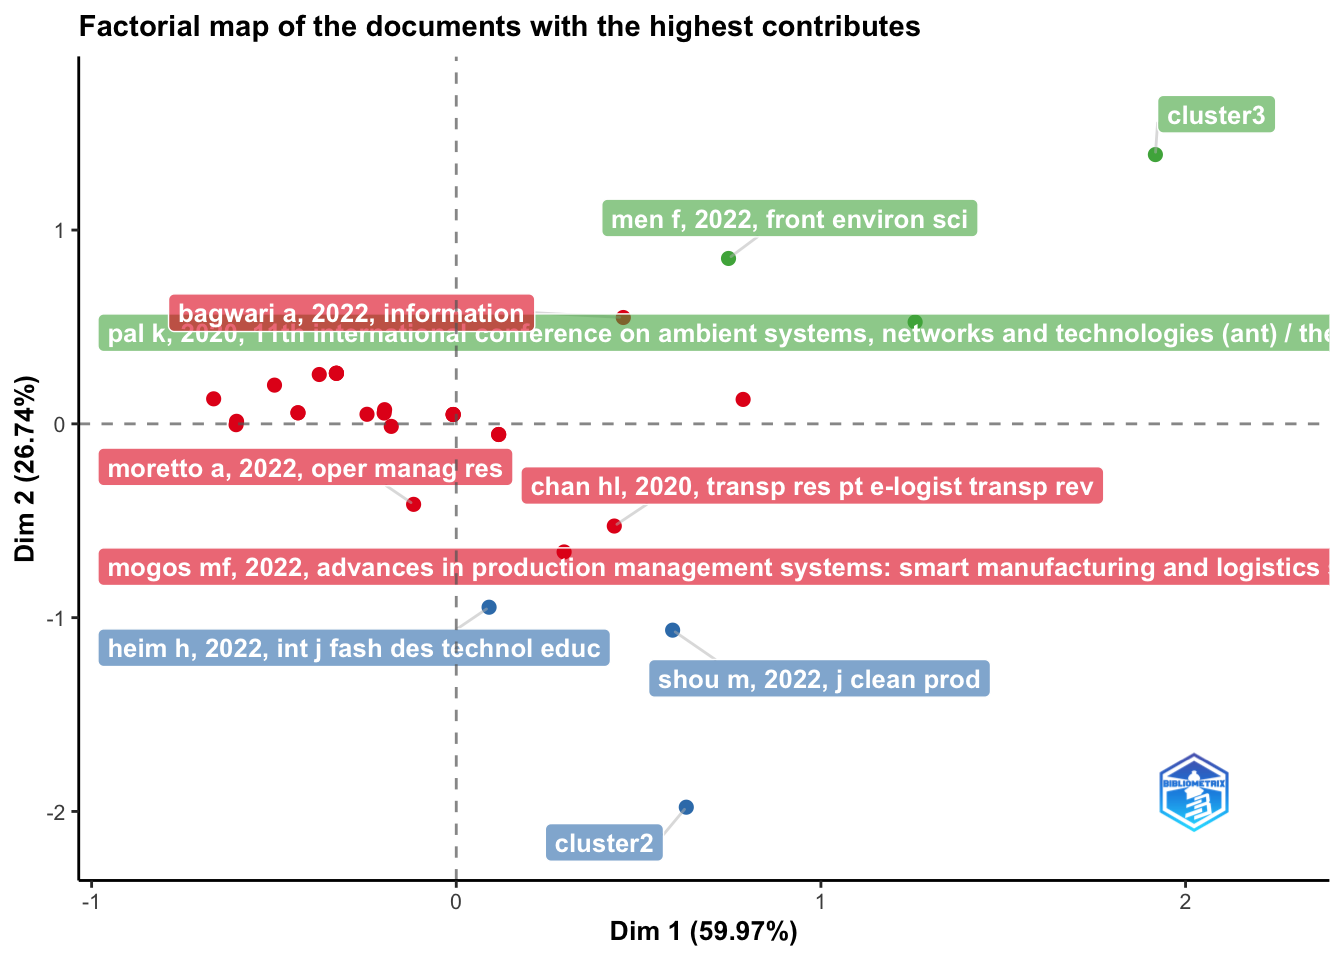 Factorial map of the documents with the highest contributes
cluster3
men f, 2022, front environ sci
bagwari a, 2022, information
pal k, 2020, 11th international conference on ambient systems, networks and technologies (ant) / the
moretto a, 2022, oper manag res
chan hl, 2020, transp res pt e-logist transp rev
mogos mf, 2022, advances in production management systems: smart manufacturing and logistics
heim h, 2022, int j fash des technol educ
shou m, 2022, j clean prod
cluster2
BIBLIOMETRIX
Dim 2 (26.74%)
1
0
-1
-2
-1 0 1 2
Dim 1 (59.97%)